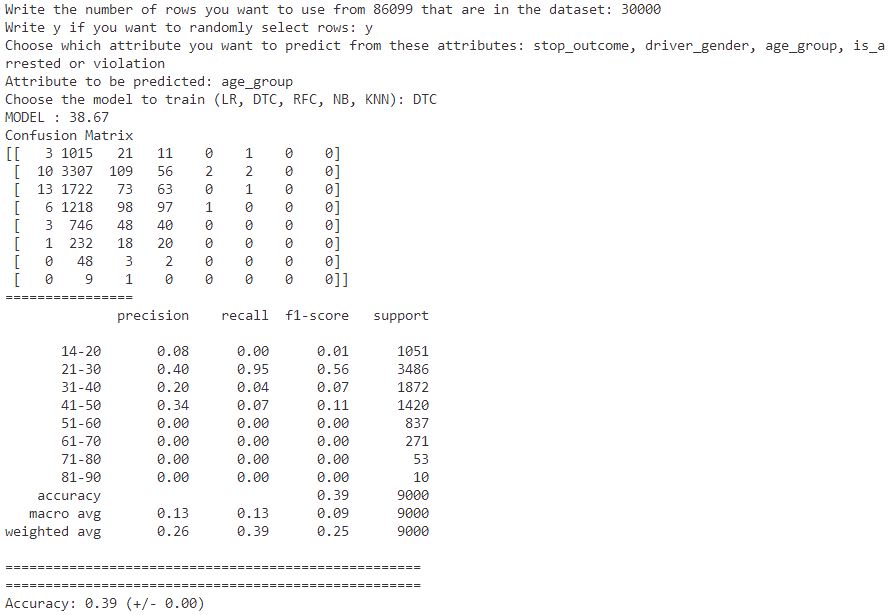 Write the number of rows you want to use from 86099 that are in the dataset: 30000
Write y if you want to randomly select rows: y
Choose which attribute you want to predict from these attributes: stop_outcome, driver_gender, age_group, is_a
rrested or violation
Attribute to be predicted: age_group
Choose the model to train (LR, DTC, RFC, NB, KNN): DTC
MODEL : 38.67
Confusion Matrix
[[   3 1015   21   11    0    1    0    0]
 [  10 3307  109   56    2    2    0    0]
 [  13 1722   73   63    0    1    0    0]
 [   6 1218   98   97    1    0    0    0]
 [   3  746   48   40    0    0    0    0]
 [   1  232   18   20    0    0    0    0]
 [   0   48    3    2    0    0    0    0]
 [   0    9    1    0    0    0    0    0]]
================
              precision    recall  f1-score   support
       14-20       0.08      0.00      0.01      1051
       21-30       0.40      0.95      0.56      3486
       31-40       0.20      0.04      0.07      1872
       41-50       0.34      0.07      0.11      1420
       51-60       0.00      0.00      0.00       837
       61-70       0.00      0.00      0.00       271
       71-80       0.00      0.00      0.00        53
       81-90       0.00      0.00      0.00        10
    accuracy                           0.39      9000
   macro avg       0.13      0.13      0.09      9000
weighted avg       0.26      0.39      0.25      9000
====================================================
====================================================
Accuracy: 0.39 (+/- 0.00)